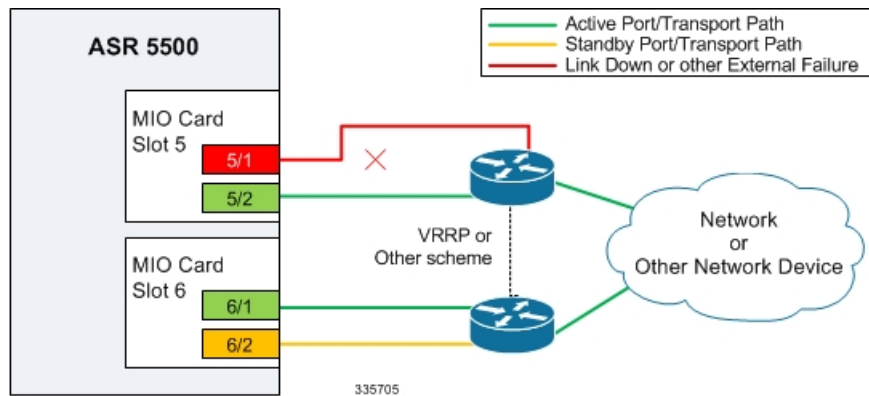 ASR 5500
Active Port/Transport Path
Standby Port/Transport Path
Link Down or other External Failure
MIO Card
Slot 5
5/1
5/2
VRRP or
Other scheme
Network
or
Other Network Device
MIO Card
Slot 6
6/1
6/2
335705